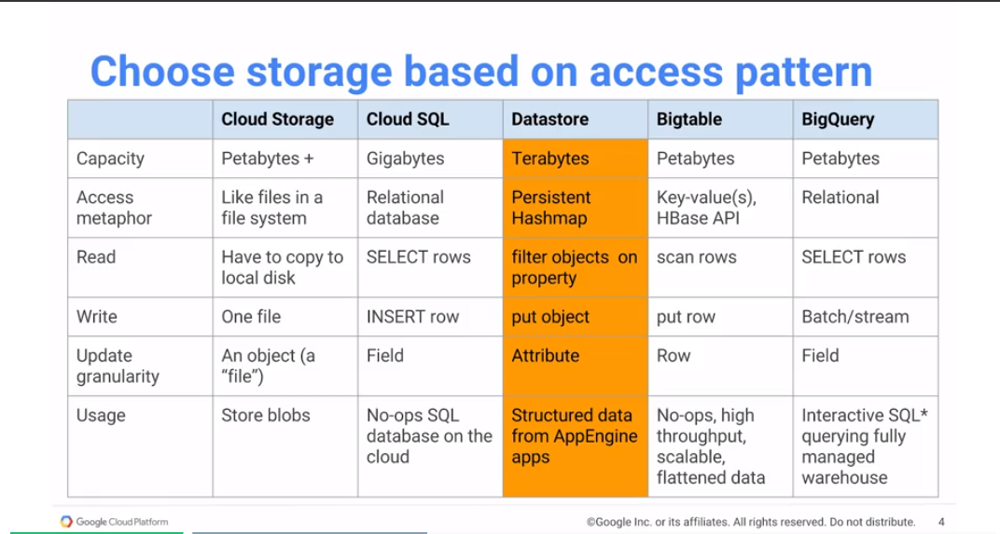 Choose storage based on access pattern
Cloud Storage
Cloud SQL
Datastore
Bigtable
BigQuery
Capacity
Petabytes +
Gigabytes
Terabytes
Petabytes
Petabytes
Access
metaphor
Like files in a
file system
Relational
database
Persistent
Hashmap
Key-value(s),
HBase API
Relational
Read
Have to copy to
local disk
SELECT rows
filter objects on
property
scan rows
SELECT rows
Write
One file
INSERT row
put object
put row
Batch/stream
Update
granularity
An object (a
“file”)
Field
Attribute
Row
Field
Usage
Store blobs
No-ops SQL
database on the
cloud
Structured data
from AppEngine
apps
No-ops, high
throughput,
scalable,
flattened data
Interactive SQL*
querying fully
managed
warehouse
Google Cloud Platform
©Google Inc. or its affiliates. All rights reserved. Do not distribute.
4